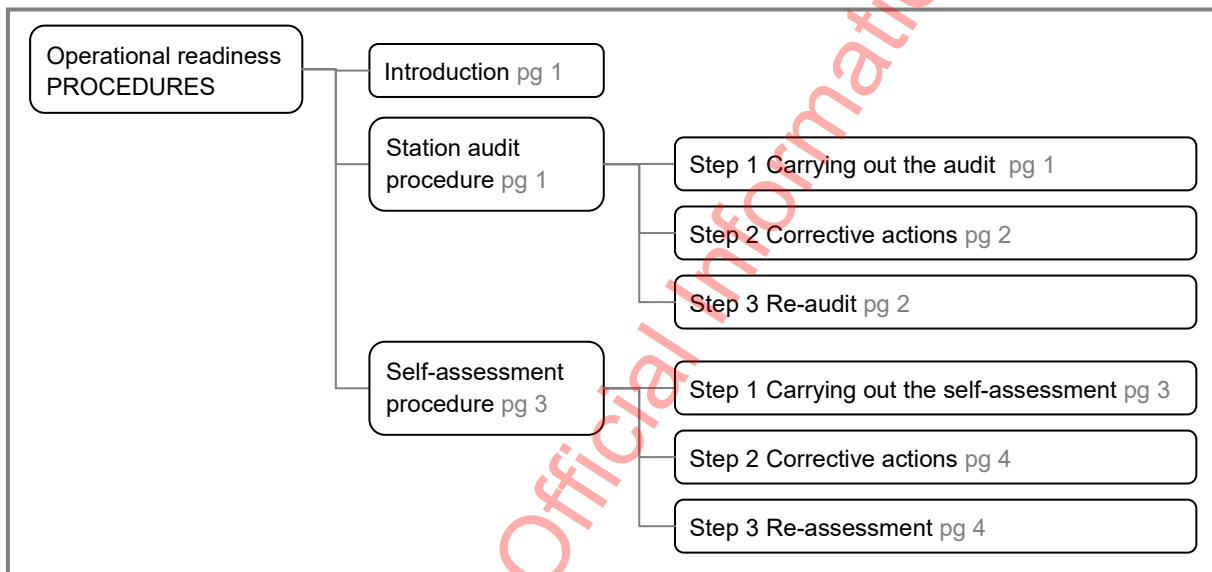 Operational readiness
PROCEDURES
Introduction pg 1
Station audit
procedure pg 1
Step 1 Carrying out the audit pg 1
Step 2 Corrective actions pg 2
Step 3 Re-audit pg 2
Self-assessment
procedure pg 3
Step 1 Carrying out the self-assessment pg 3
Step 2 Corrective actions pg 4
Step 3 Re-assessment pg 4
Official Informati